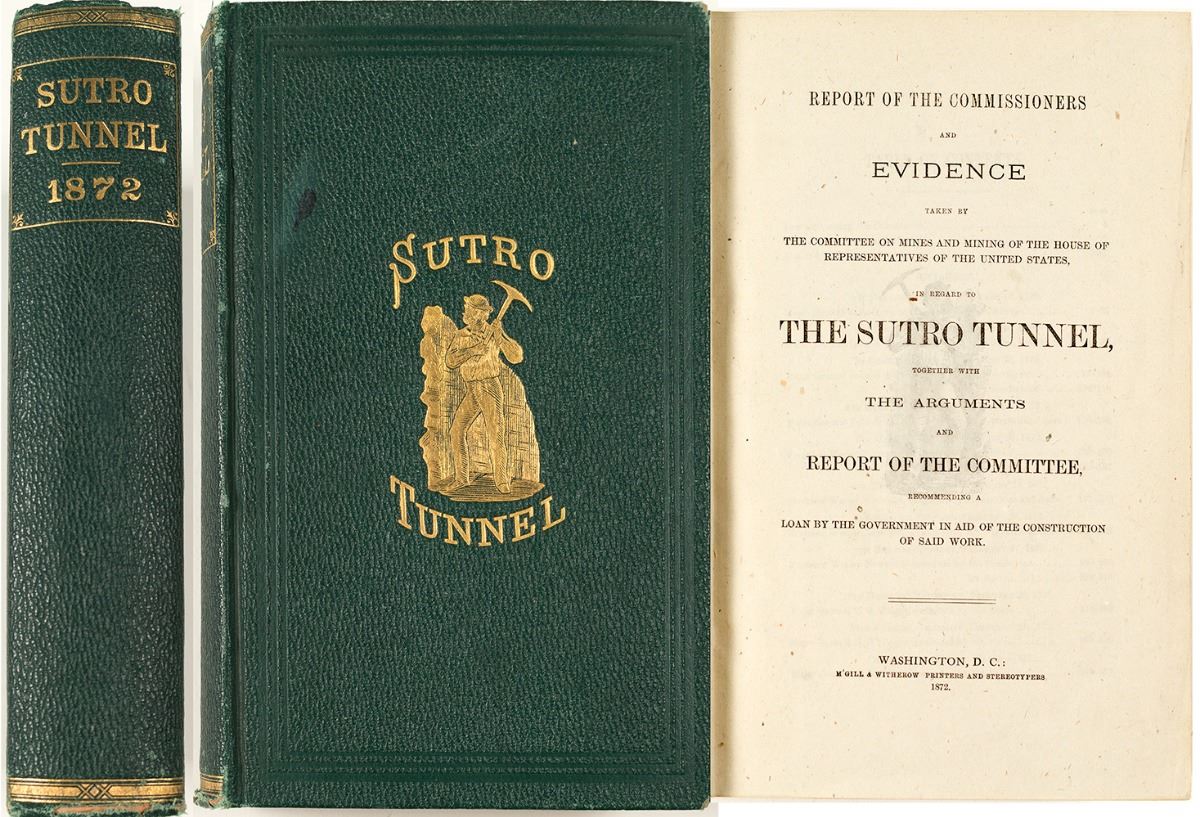 SUTRO
TUNNEL
1872
SUTRO
TUNNEL
REPORT OF THE COMMISSIONERS
AND
EVIDENCE
TAKEN BY
THE COMMITTEE ON MINES AND MINING OF THE HOUSE OF
REPRESENTATIVES OF THE UNITED STATES,
IN REGARD TO
THE SUTRO TUNNEL,
TOGETHER WITH
THE ARGUMENTS
AND
REPORT OF THE COMMITTEE,
RECOMMENDING A
LOAN BY THE GOVERNMENT IN AID OF THE CONSTRUCTION
OF SAID WORK.
WASHINGTON, D. C.:
M'GILL & WITHEROW PRINTERS AND STEREOTYPERS
1872.